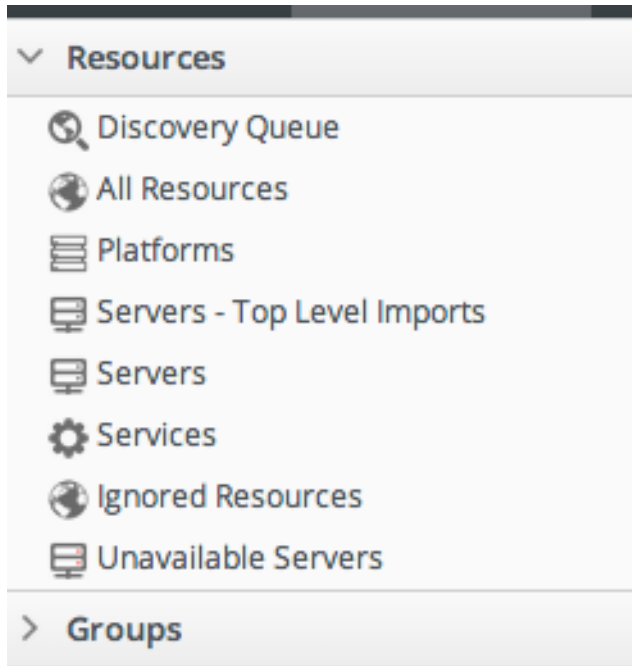 Resources
Discovery Queue
All Resources
Platforms
Servers - Top Level Imports
Servers
Services
Ignored Resources
Unavailable Servers
Groups